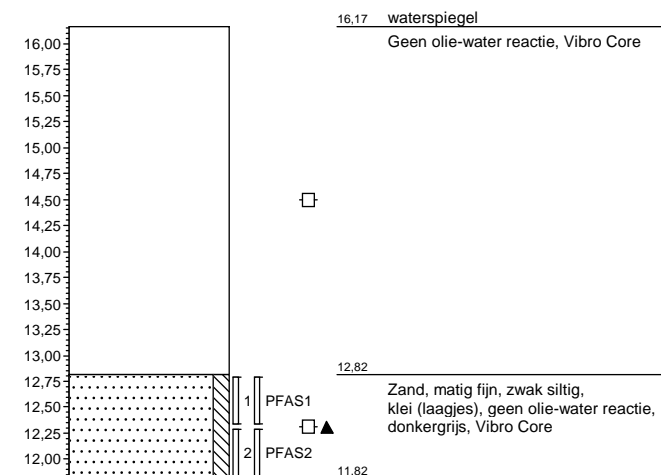 16,17 waterspiegel
Geen olie-water reactie, Vibro Core
16,00
15,75
15,50
15,25
15,00
14,75
14,50
14,25
14,00
13,75
13,50
13,25
13,00
12,82
12,75
Zand, matig fijn, zwak siltig,
12,50
1 PFAS1
klei (laagjes), geen olie-water reactie,
12,25
donkergrijs, Vibro Core
12,00
2 PFAS2
11,82